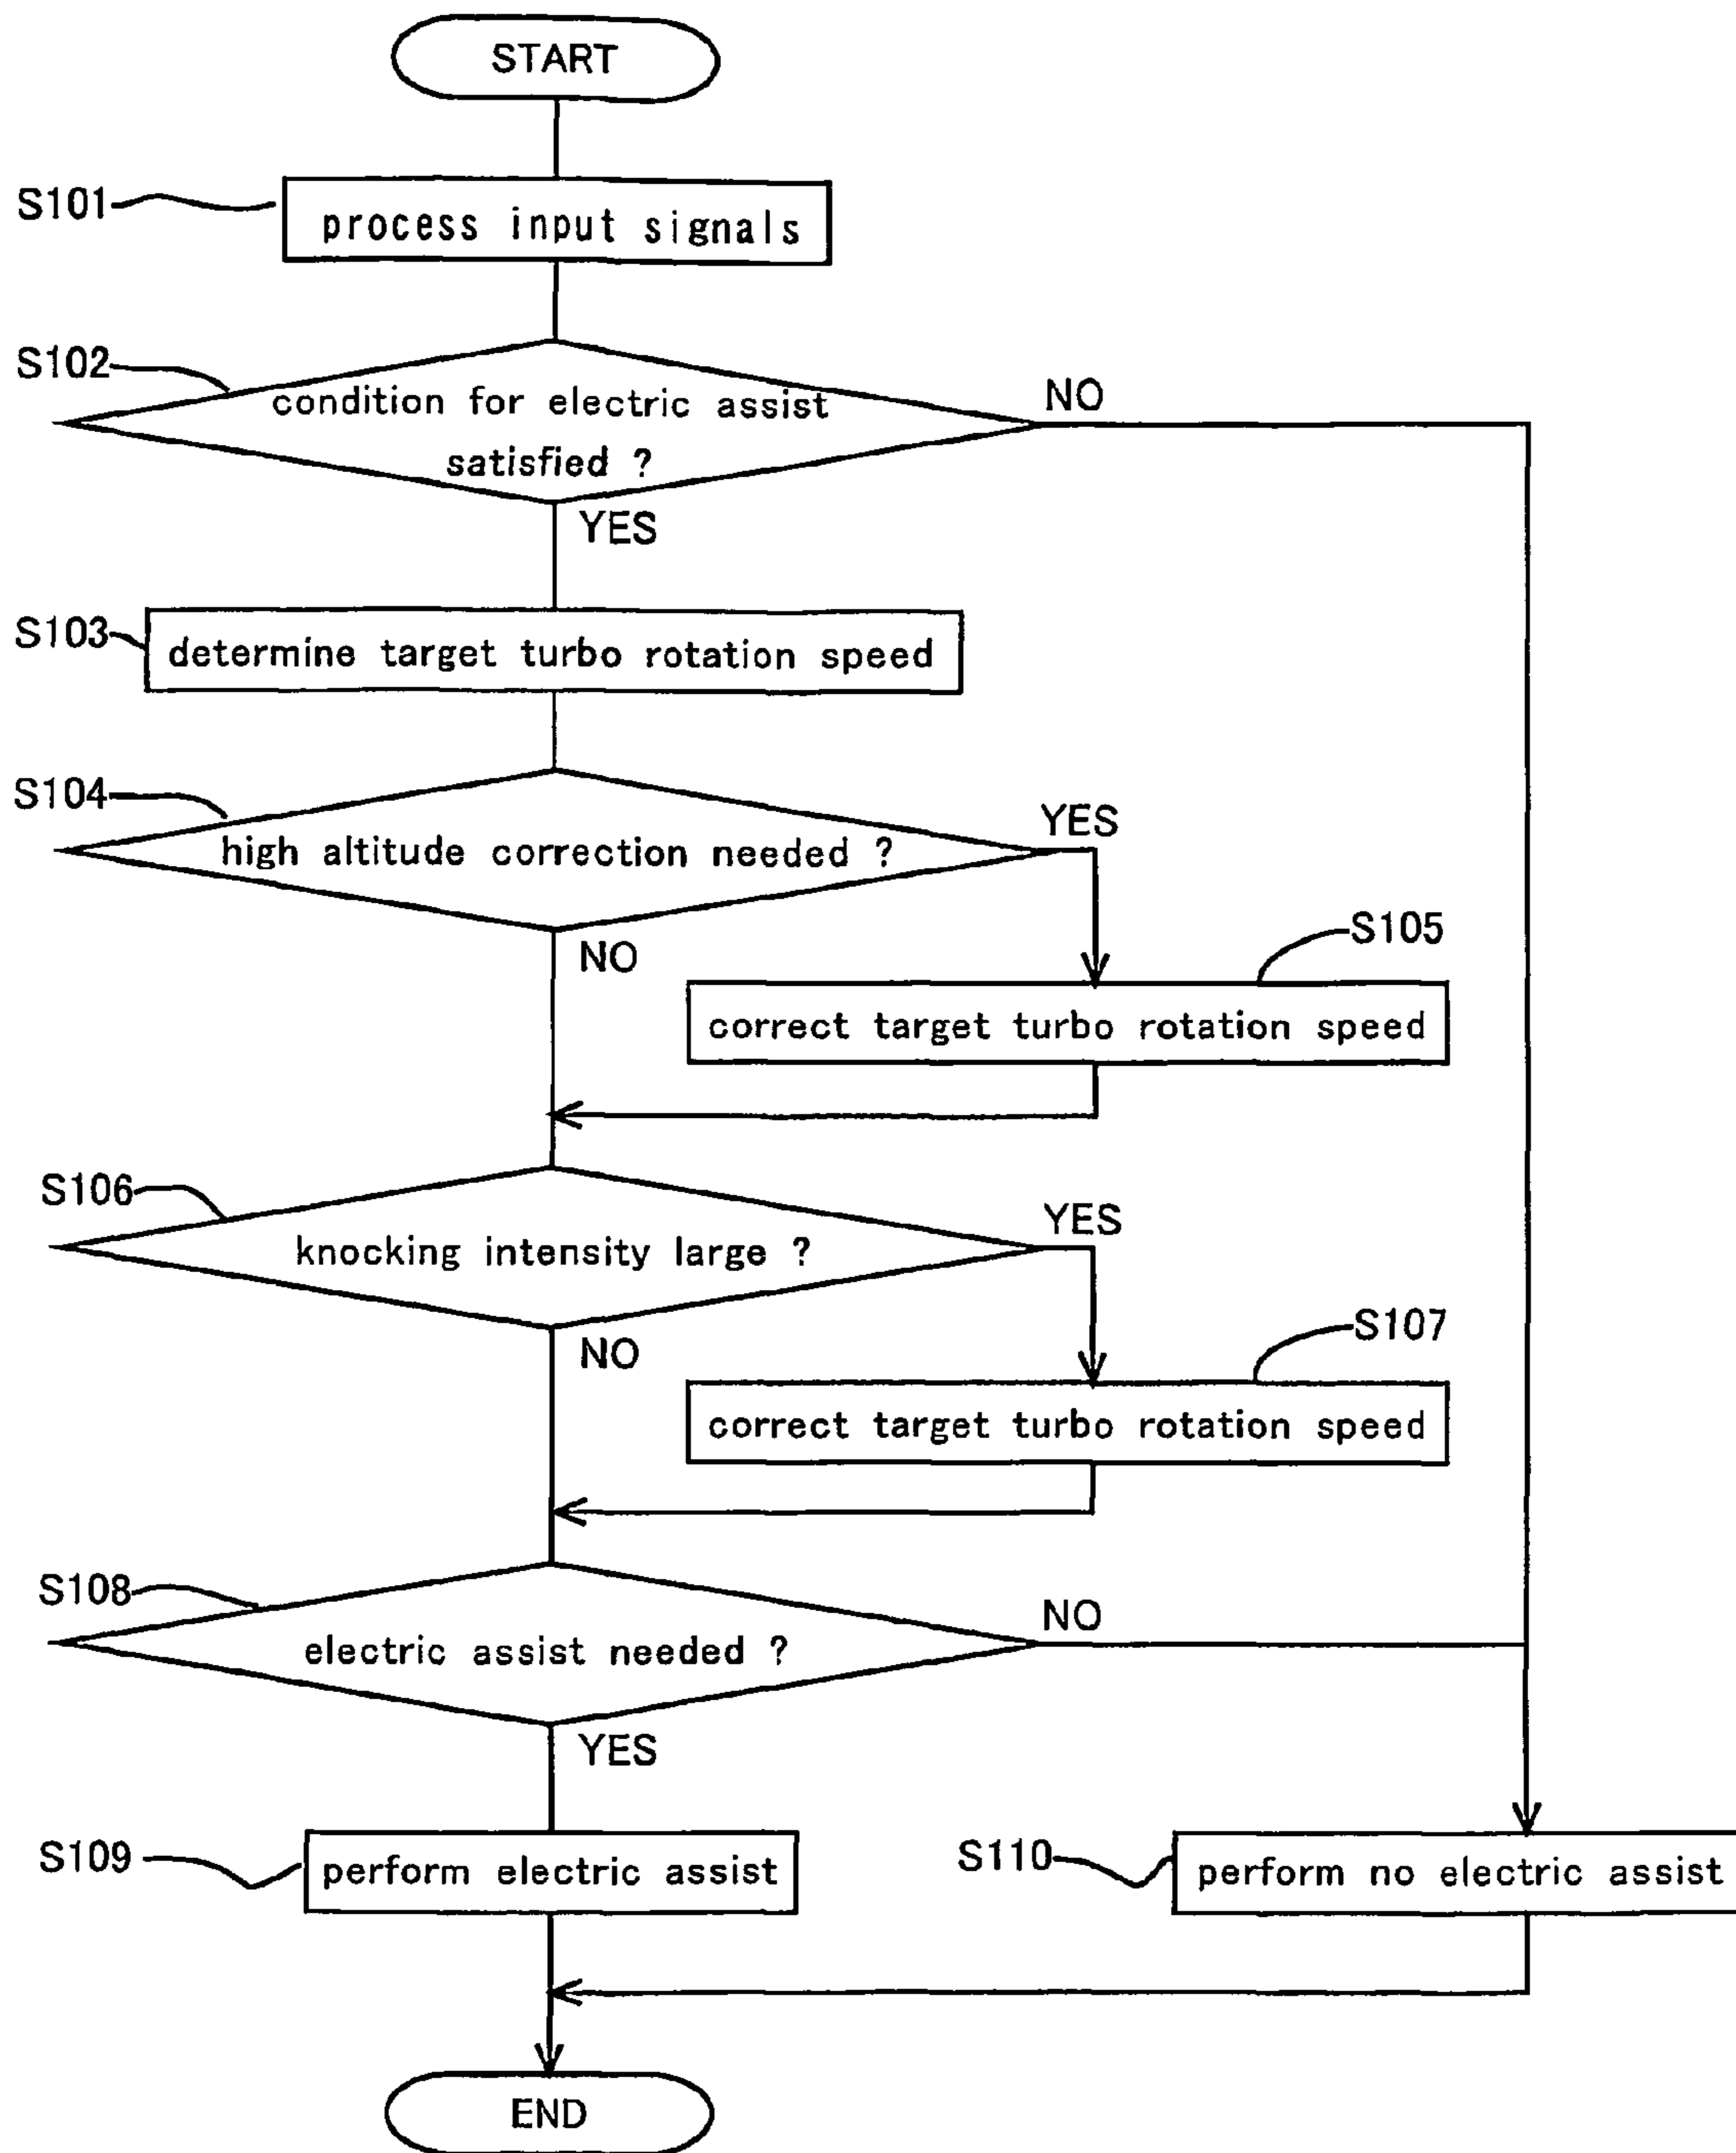 START
S101
process input signals
S102
condition for electric assist
satisfied ?
NO
YES
S103
determine target turbo rotation speed
S104
high altitude correction needed ?
YES
NO
S105
correct target turbo rotation speed
S106
knocking intensity large ?
YES
NO
S107
correct target turbo rotation speed
S108
electric assist needed ?
NO
YES
S109
perform electric assist
S110
perform no electric assist
END